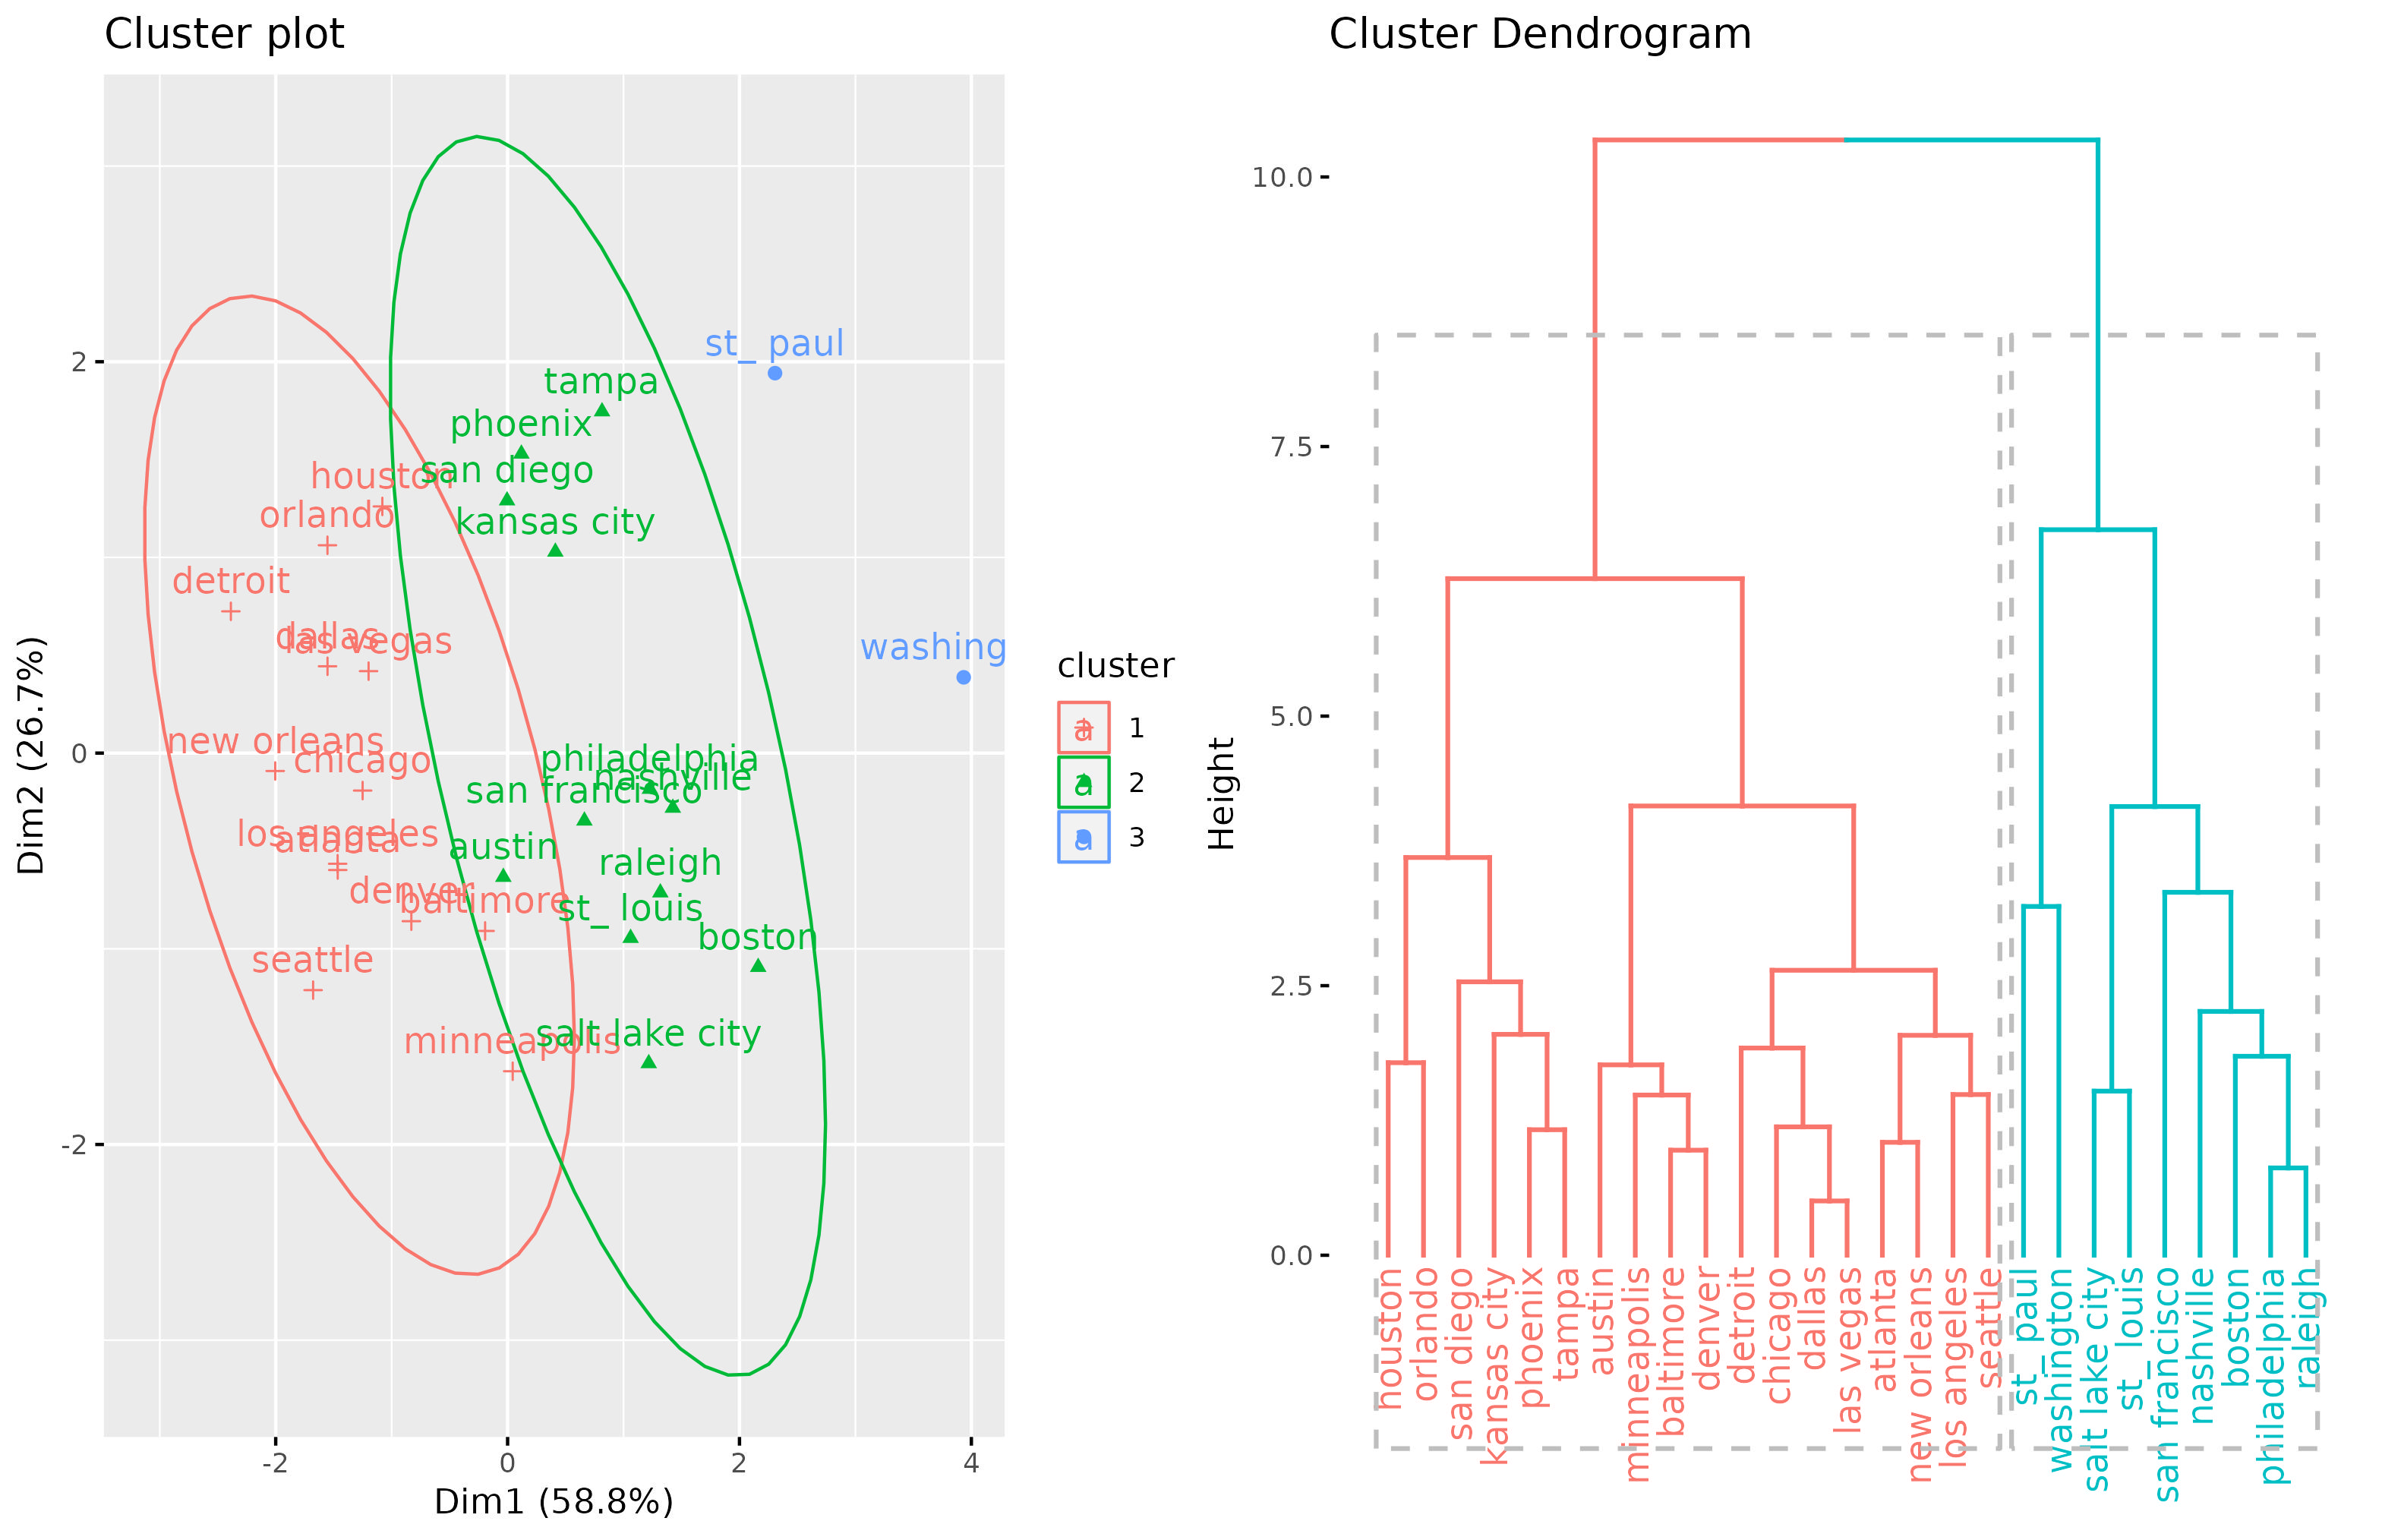 Cluster plot
st_ paul
tampa
phoenix
houston
san diego
orlando
kansas city
detroit
dallas
las vegas
washing
new orleans
chicago
philadelphia
nashville
san francisco
los angeles
atlanta
austin
raleigh
denver
baltimore
st_ louis
boston
seattle
minneapolis
salt lake city
2
0
-2
-2
0
2
4
Dim1 (58.8%)
Dim2 (26.7%)
cluster
a 1
a 2
a 3
Cluster Dendrogram
10.0
7.5
5.0
2.5
0.0
Height
houston
orlando
san diego
kansas city
phoenix
tampa
austin
minneapolis
baltimore
denver
detroit
chicago
dallas
las vegas
atlanta
new orleans
los angeles
seattle
st_ paul
washington
salt lake city
st_ louis
san francisco
nashville
boston
philadelphia
raleigh